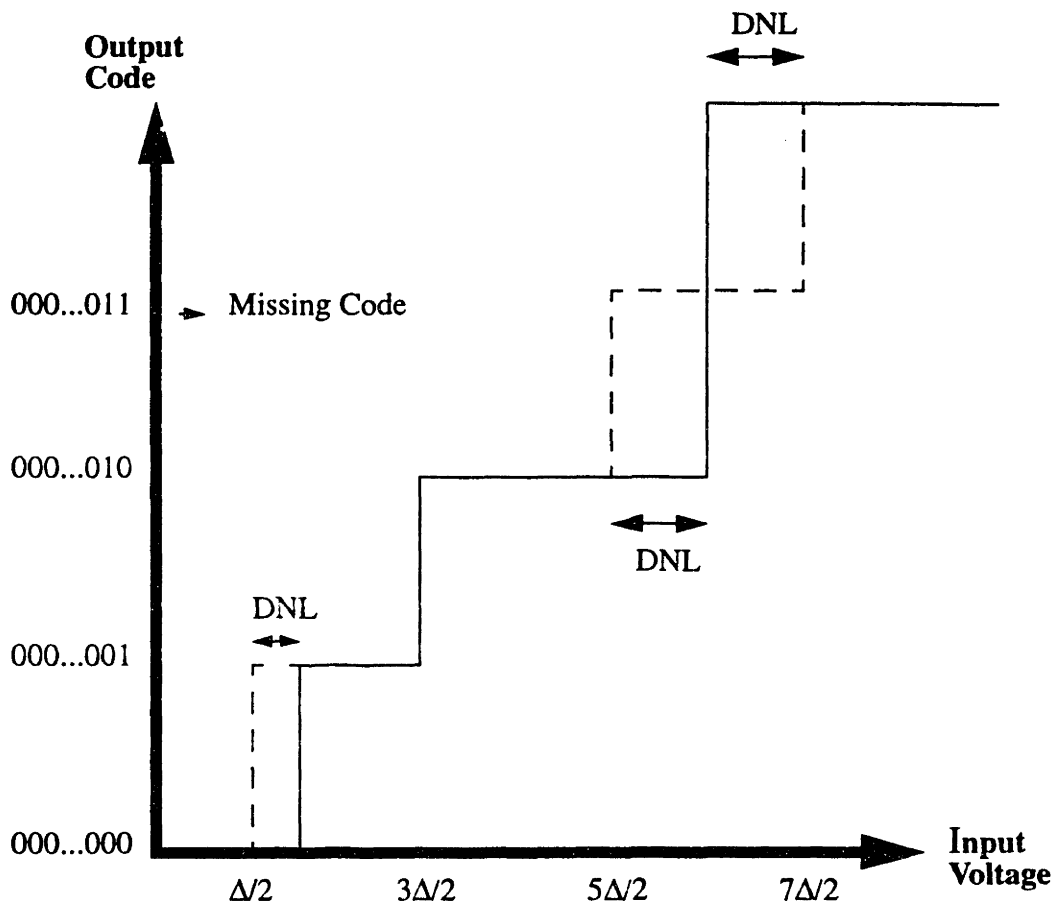 DNL
Output
Code
000...011
Missing Code
000...010
DNL
DNL
000...001
000...000
Input
Voltage
Δ/2
3Δ/2
5Δ/2
7Δ/2